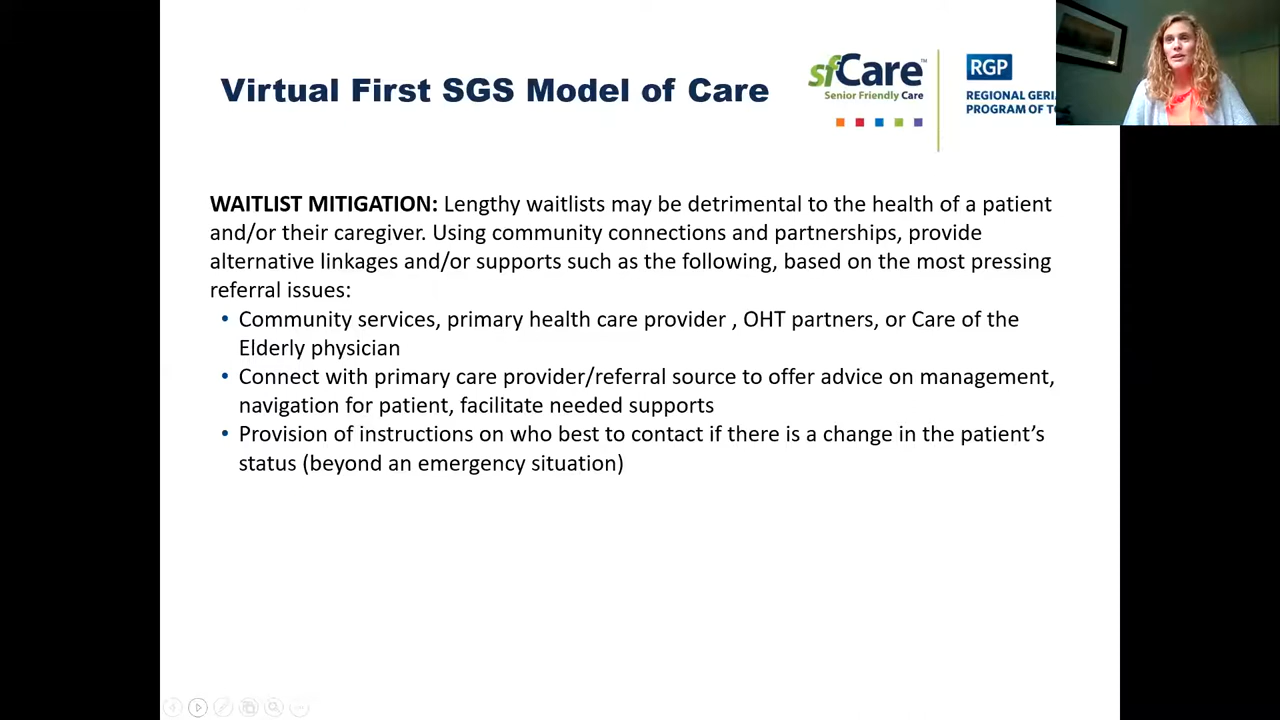 Virtual First SGS Model of Care
sfCare™
Senior Friendly Care
RGP
REGIONAL
PROGRAM OF
WAITLIST MITIGATION: Lengthy waitlists may be detrimental to the health of a patient
and/or their caregiver. Using community connections and partnerships, provide
alternative linkages and/or supports such as the following, based on the most pressing
referral issues:
• Community services, primary health care provider , OHT partners, or Care of the
Elderly physician
• Connect with primary care provider/referral source to offer advice on management,
navigation for patient, facilitate needed supports
• Provision of instructions on who best to contact if there is a change in the patient’s
status (beyond an emergency situation)